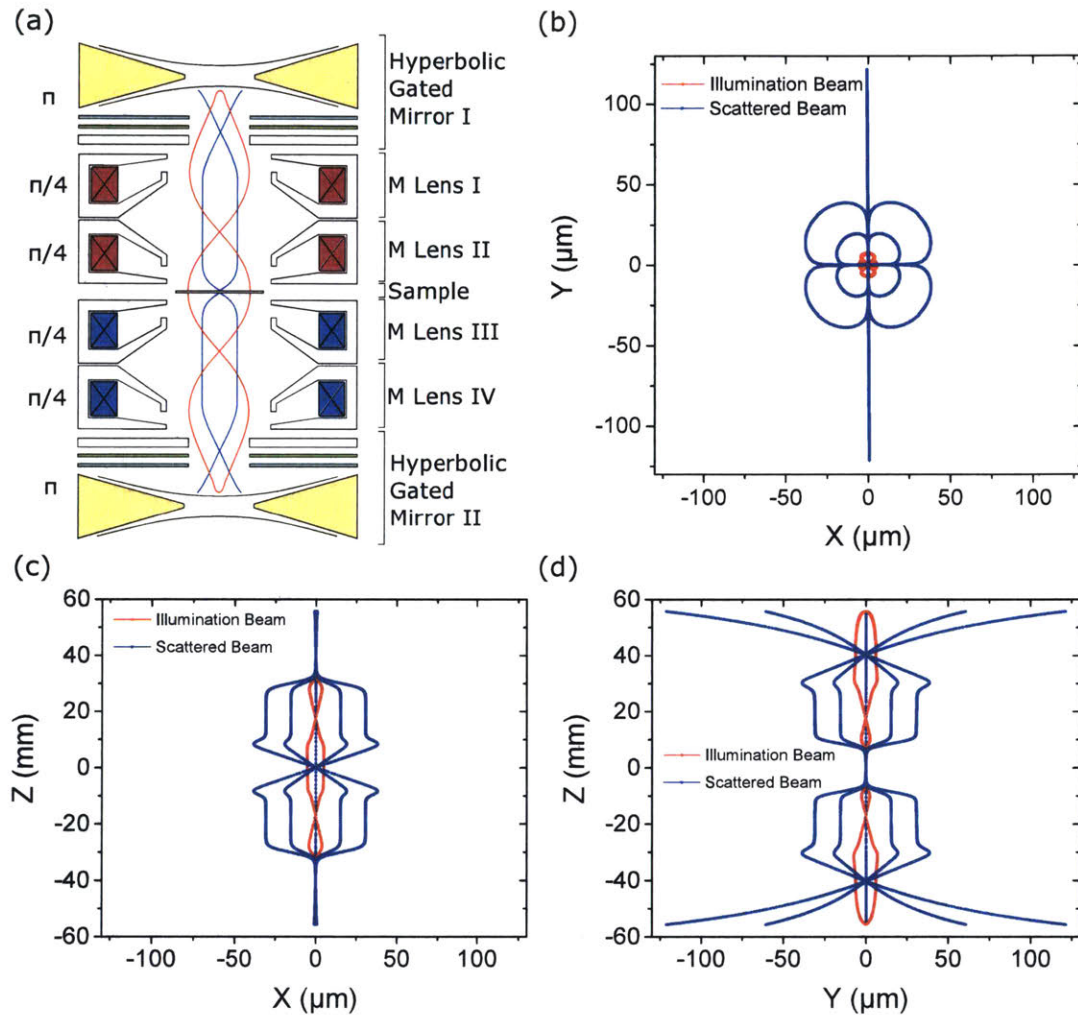 (a)
π
π/4
π/4
π/4
π/4
π
Hyperbolic
Gated
Mirror I
M Lens I
M Lens II
Sample
M Lens III
M Lens IV
Hyperbolic
Gated
Mirror II
(b)
Illumination Beam
Scattered Beam
100
50
0
-50
-100
Y (µm)
-100 -50 0 50 100
X (µm)
(c)
Illumination Beam
Scattered Beam
60
40
20
0
-20
-40
-60
Z (mm)
-100 -50 0 50 100
X (µm)
(d)
60
40
20
0
-20
-40
-60
Z (mm)
Illumination Beam
Scattered Beam
-100 -50 0 50 100
Y (µm)